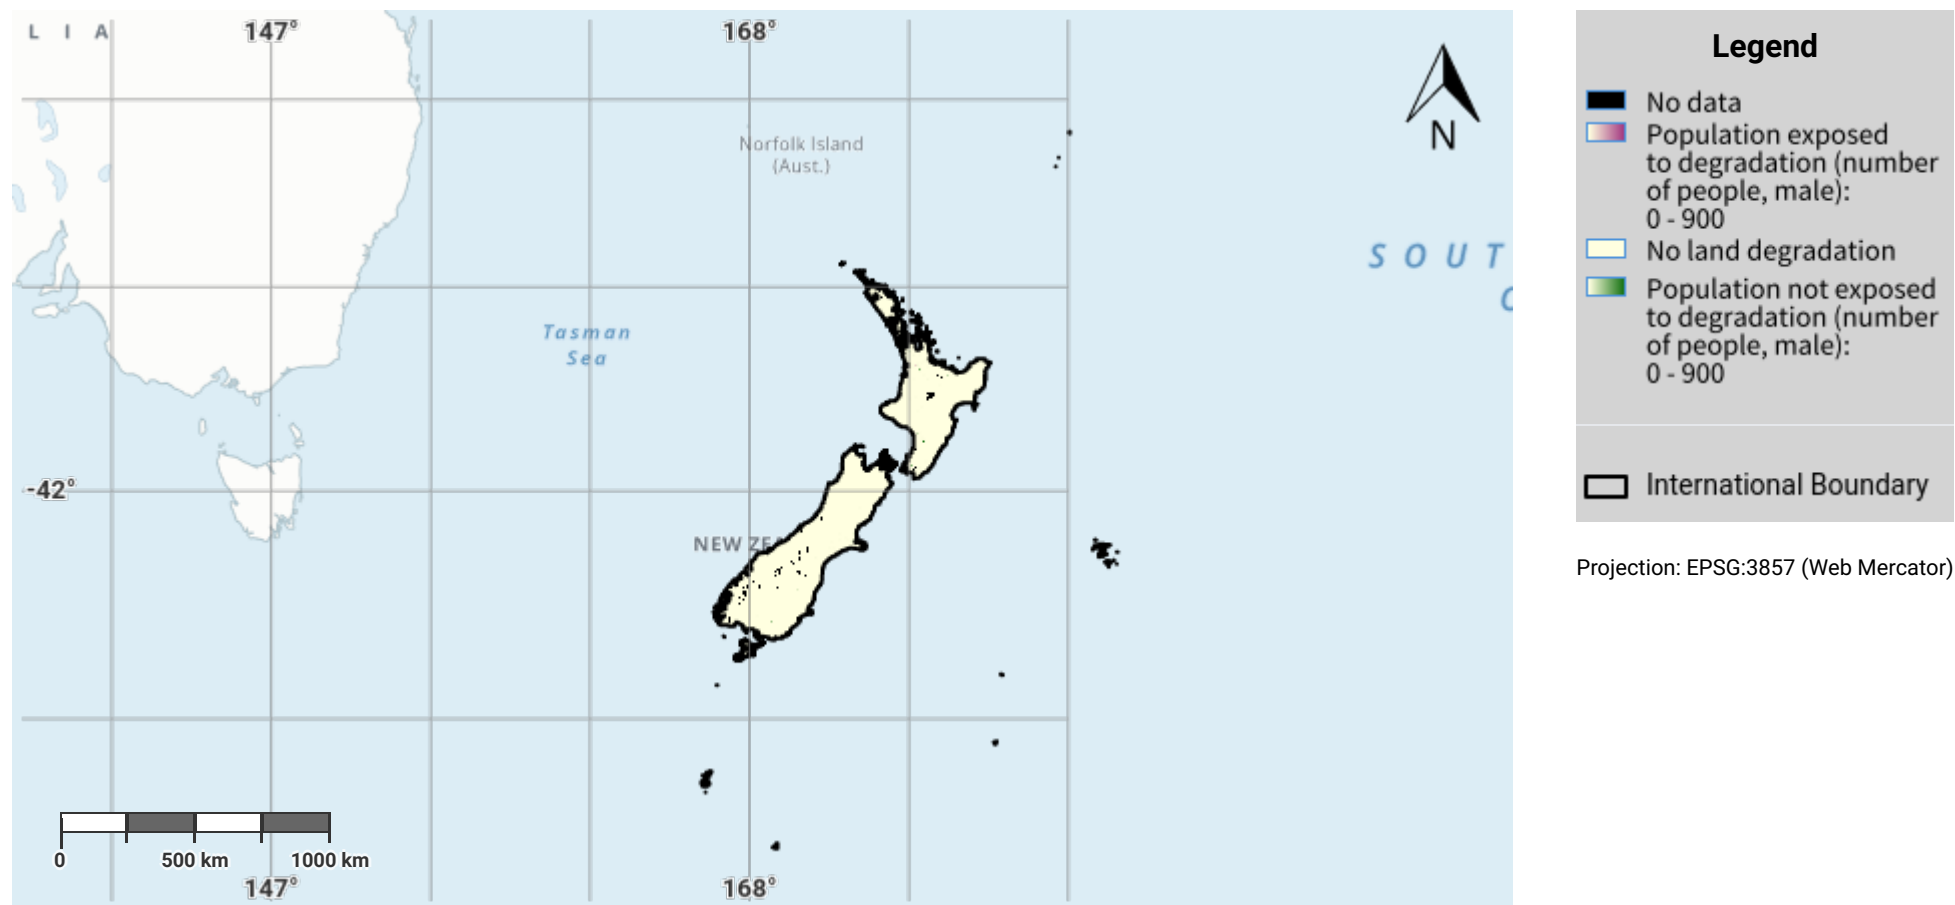 L I A
147°
168°
N
Norfolk Island
(Aust.)
SOUT
Tasman
Sea
-42°
NEW ZEA
0
500 km
1000 km
147°
168°
Legend
No data
Population exposed
to degradation (number
of people, male):
0 - 900
No land degradation
Population not exposed
to degradation (number
of people, male):
0 - 900
International Boundary
Projection: EPSG:3857 (Web Mercator)